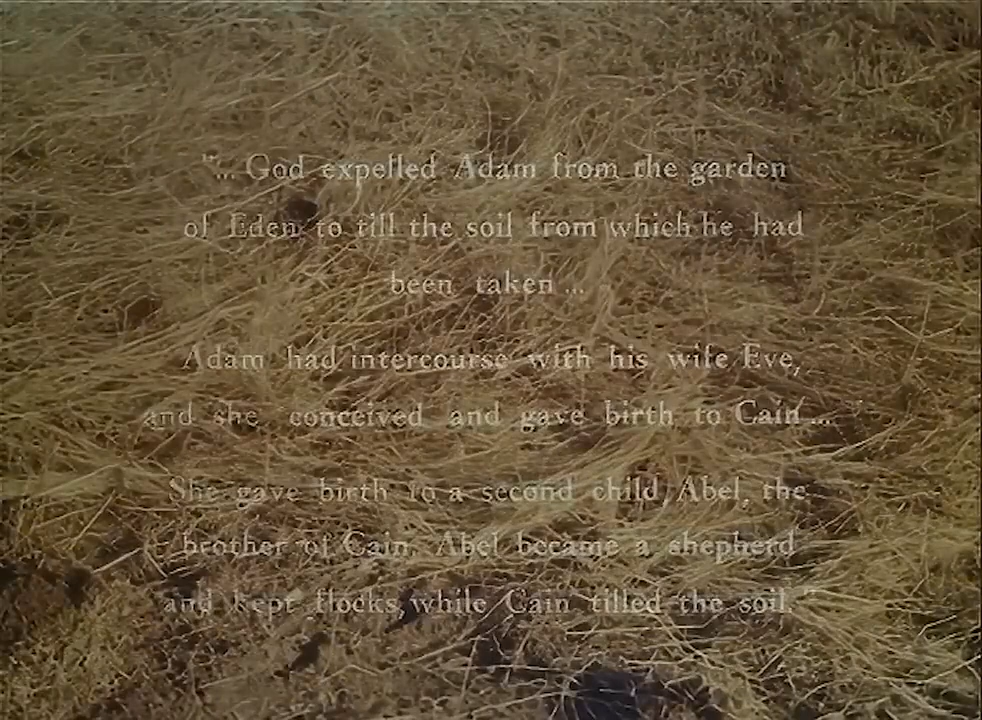 "... God expelled Adam from the garden
of Eden to till the soil from which he had
been taken ...
Adam had intercourse with his wife Eve,
and she conceived and gave birth to Cain ...
She gave birth to a second child, Abel, the
brother of Cain. Abel became a shepherd
and kept flocks, while Cain tilled the soil."